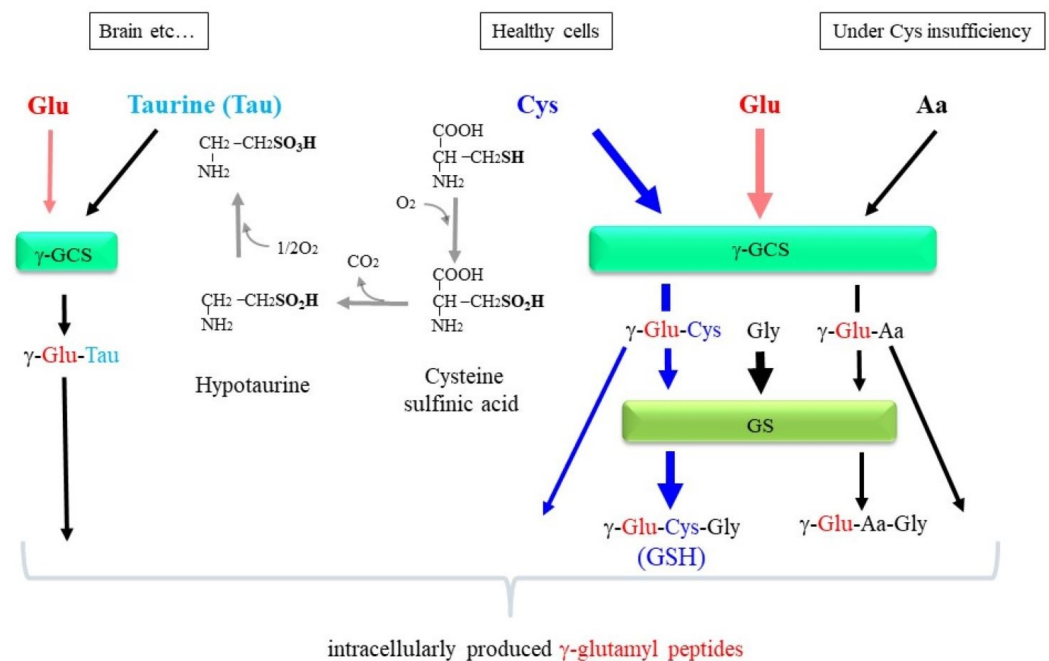 Brain etc…
Healthy cells
Under Cys insufficiency
Glu
Taurine (Tau)
Cys
Glu
Aa
CH2 –CH2SO3H
NH2
COOH
CH –CH2SH
NH2
O2
1/2O2
CO2
γ-GCS
γ-GCS
CH2 –CH2SO2H
NH2
COOH
CH –CH2SO2H
NH2
γ-Glu-Tau
γ-Glu-Cys
Gly
γ-Glu-Aa
Hypotaurine
Cysteine
sulfinic acid
GS
γ-Glu-Cys-Gly
(GSH)
γ-Glu-Aa-Gly
intracellularly produced γ-glutamyl peptides